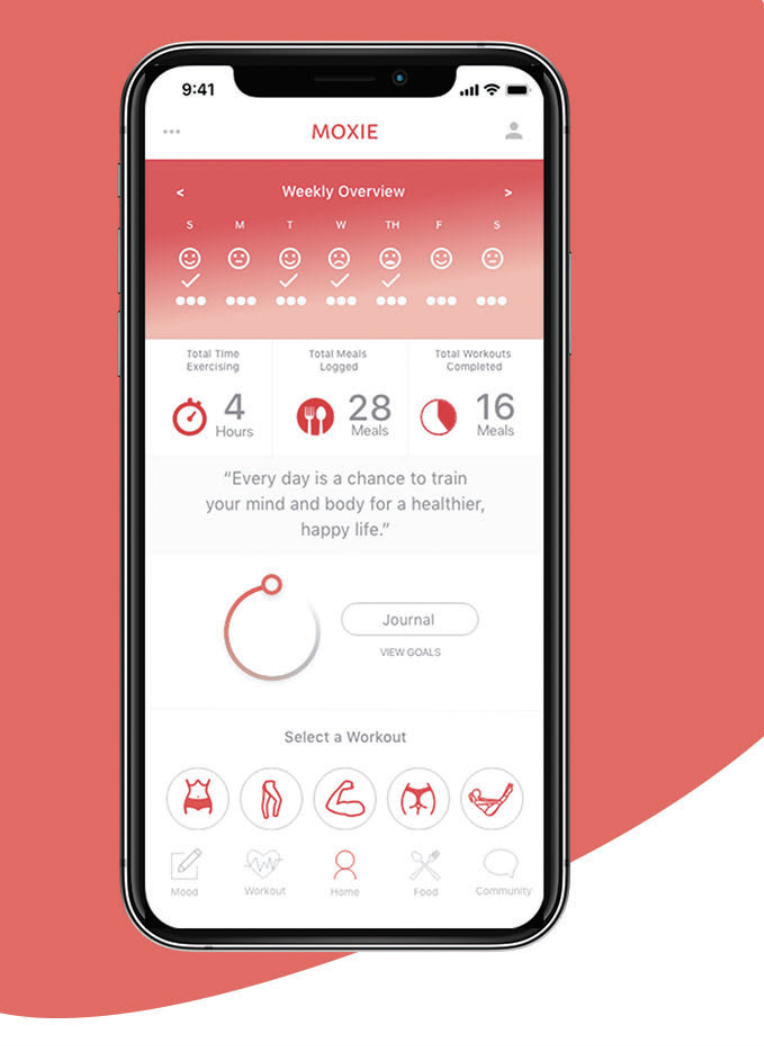 9:41
MOXIE
< Weekly Overview >
S M T W TH F S
Total Time
Exercising
4
Hours
Total Meals
Logged
28
Meals
Total Workouts
Completed
16
Meals
“Every day is a chance to train
your mind and body for a healthier,
happy life.”
Journal
VIEW GOALS
Select a Workout
Mood Workout Home Food Community